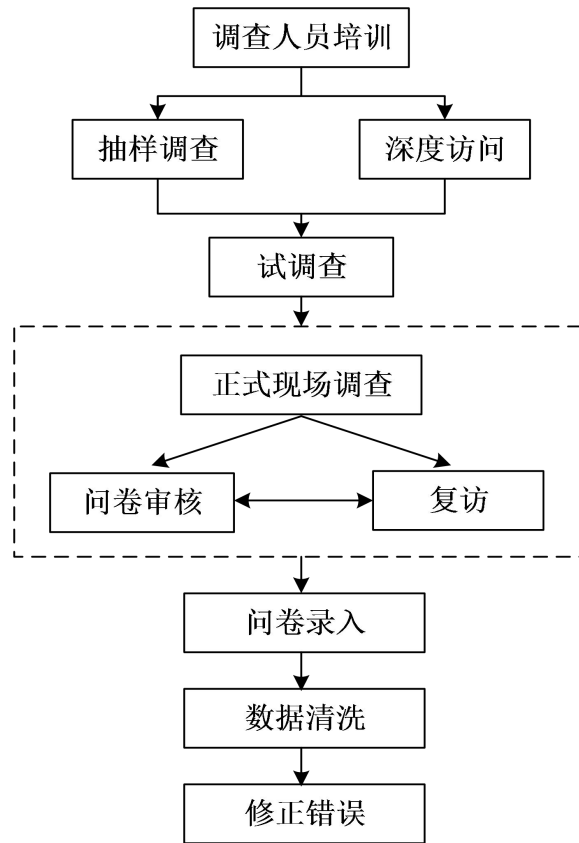 调查人员培训
抽样调查
深度访问
试调查
正式现场调查
问卷审核
复访
问卷录入
数据清洗
修正错误